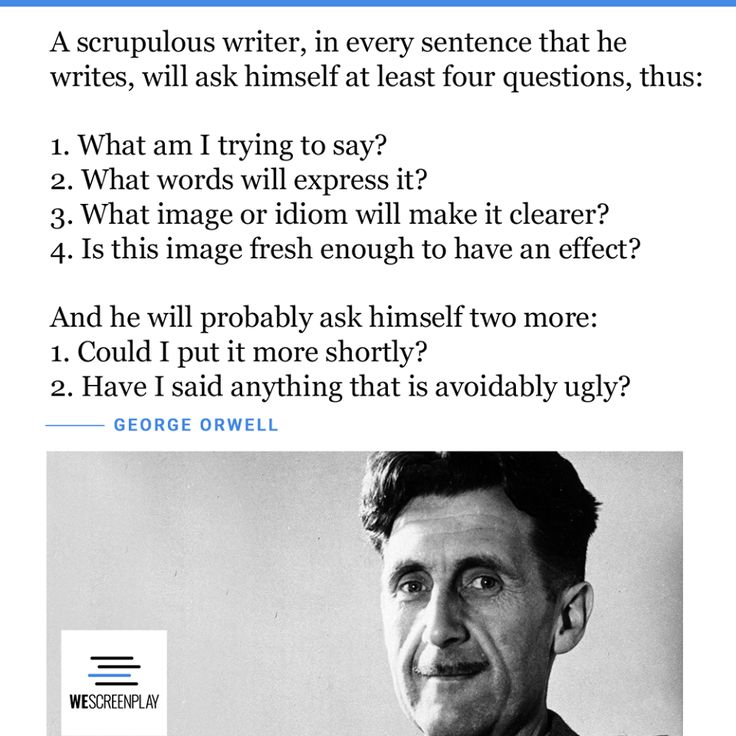 A scrupulous writer, in every sentence that he
writes, will ask himself at least four questions, thus:
1. What am I trying to say?
2. What words will express it?
3. What image or idiom will make it clearer?
4. Is this image fresh enough to have an effect?
And he will probably ask himself two more:
1. Could I put it more shortly?
2. Have I said anything that is avoidably ugly?
GEORGE ORWELL
WESCREENPLAY